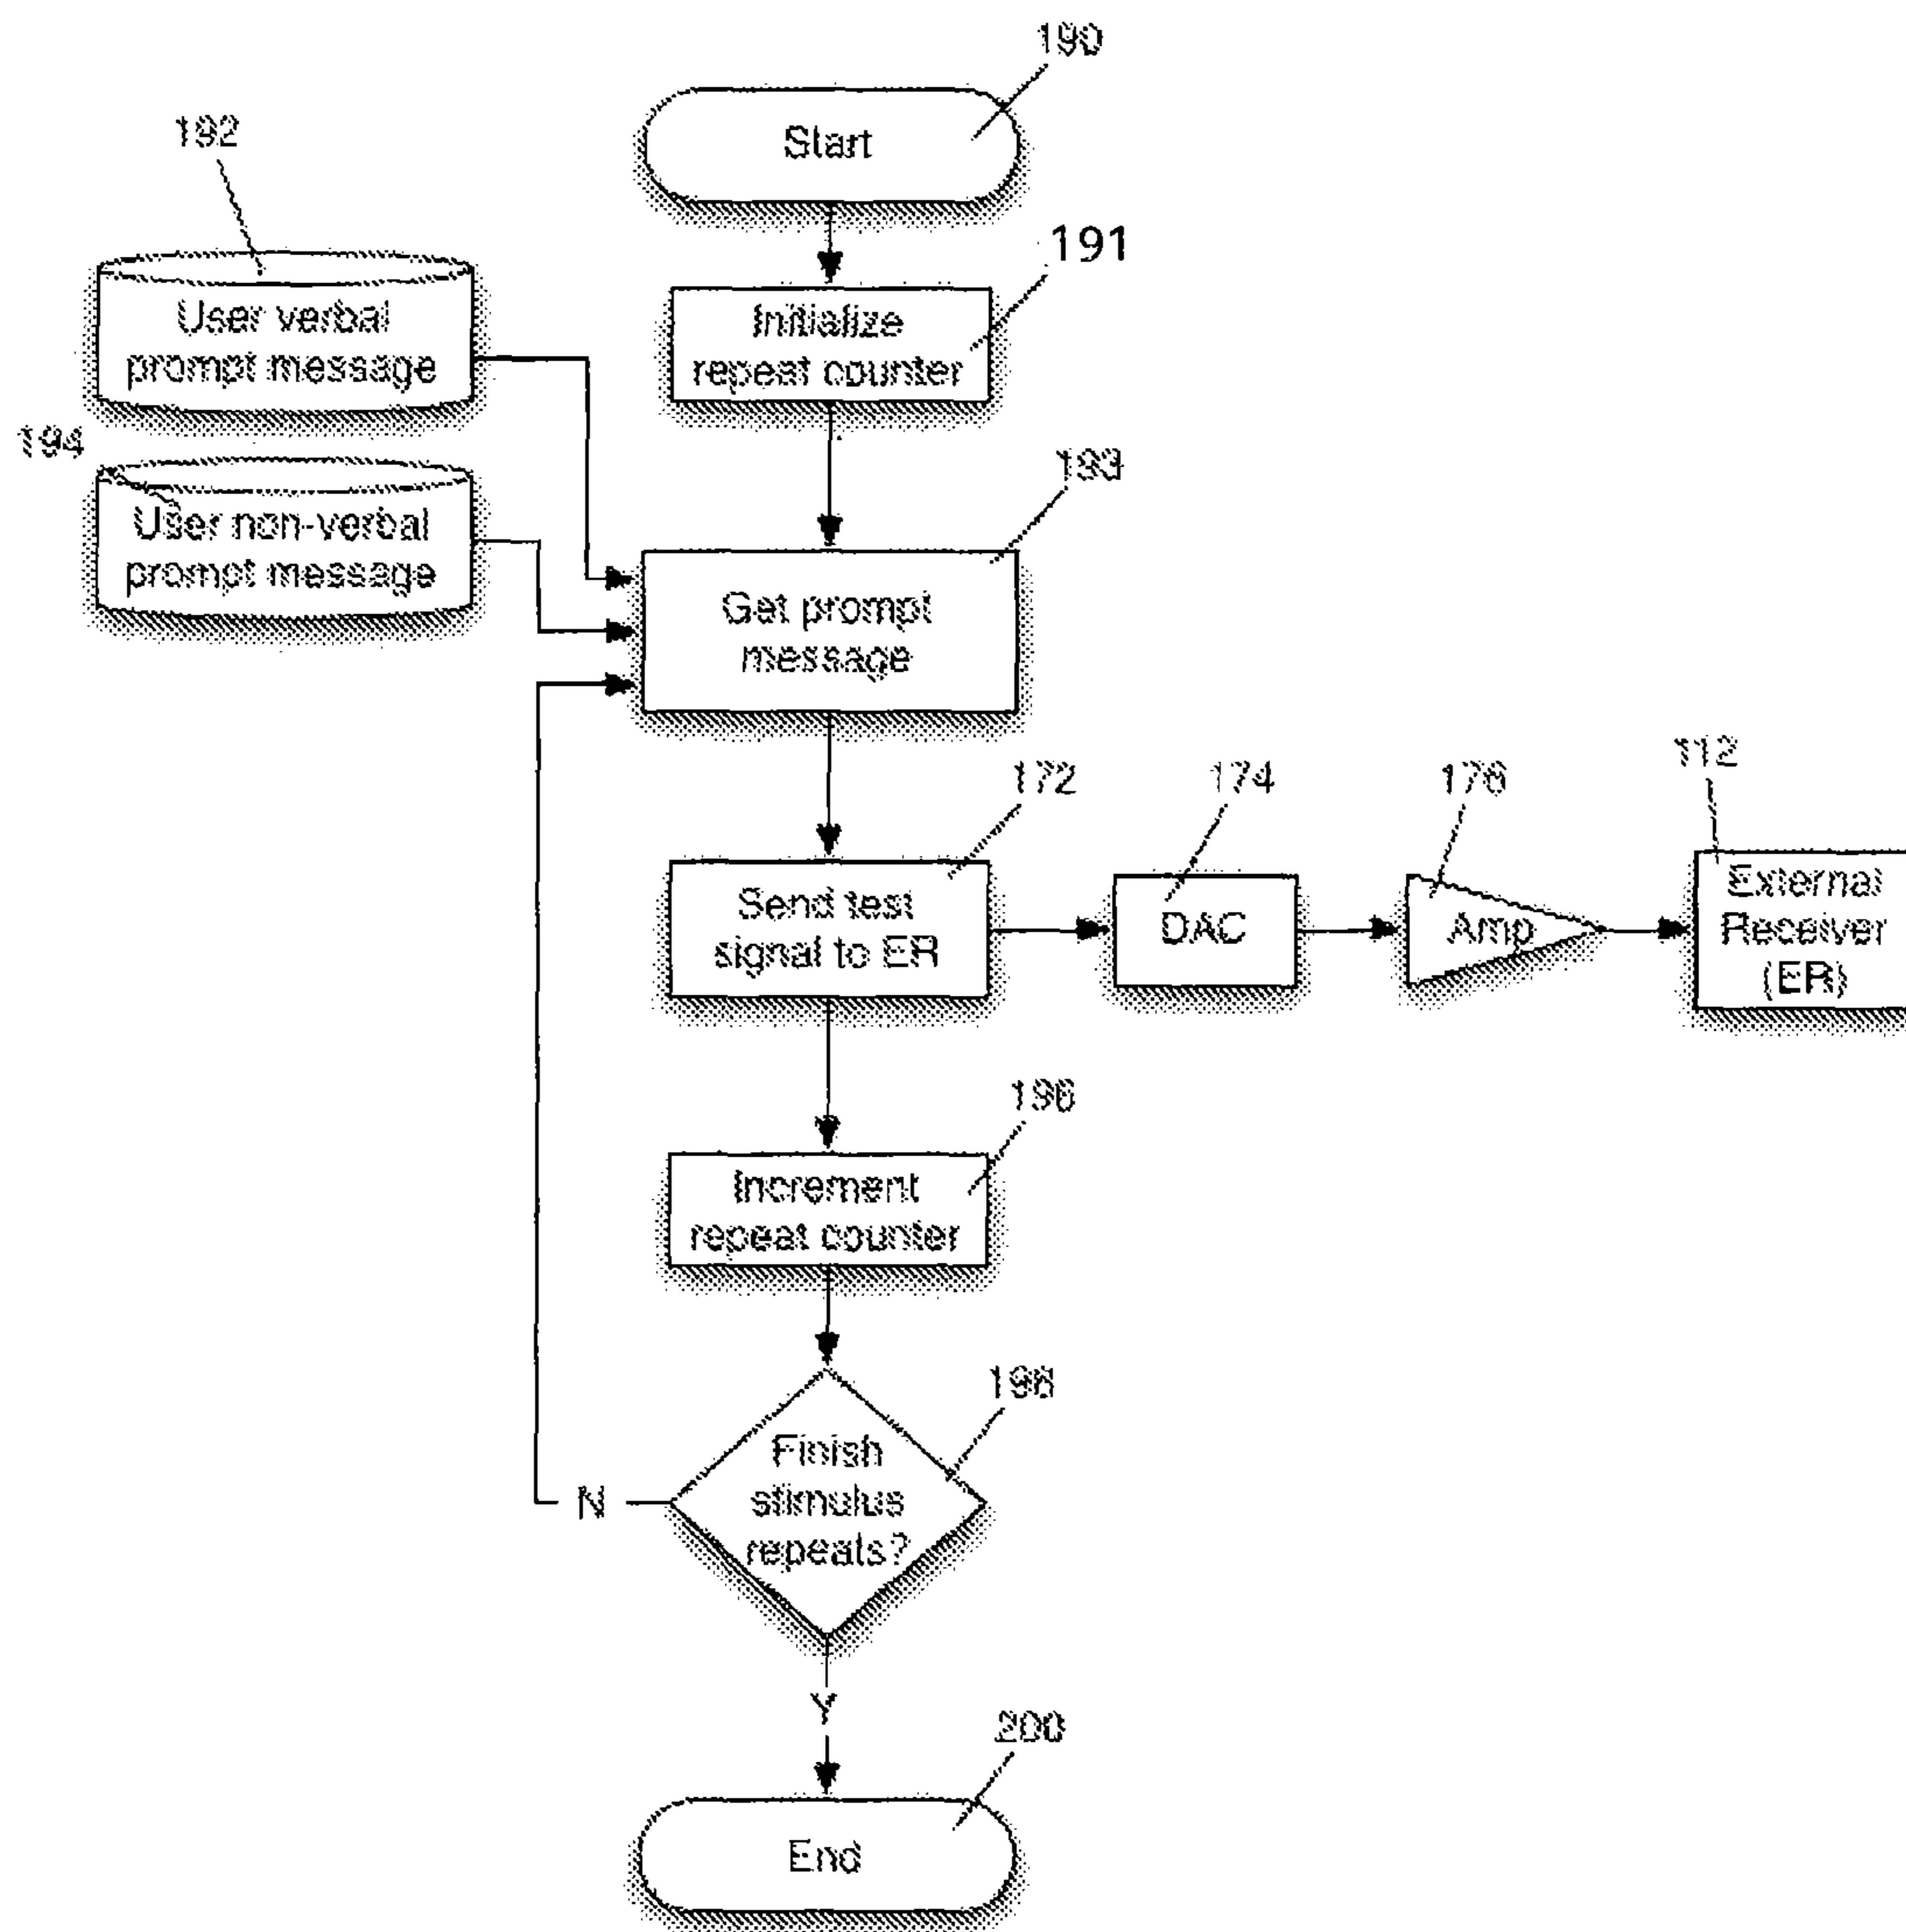 190
Start
192
191
User verbal
prompt message
Initialize
repeat counter
194
193
User non-verbal
prompt message
Get prompt
message
172
174
176
112
Send test
signal to ER
DAC
Amp
External
Receiver
(ER)
196
Increment
repeat counter
198
Finish
stimulus
repeats?
N
Y
200
End